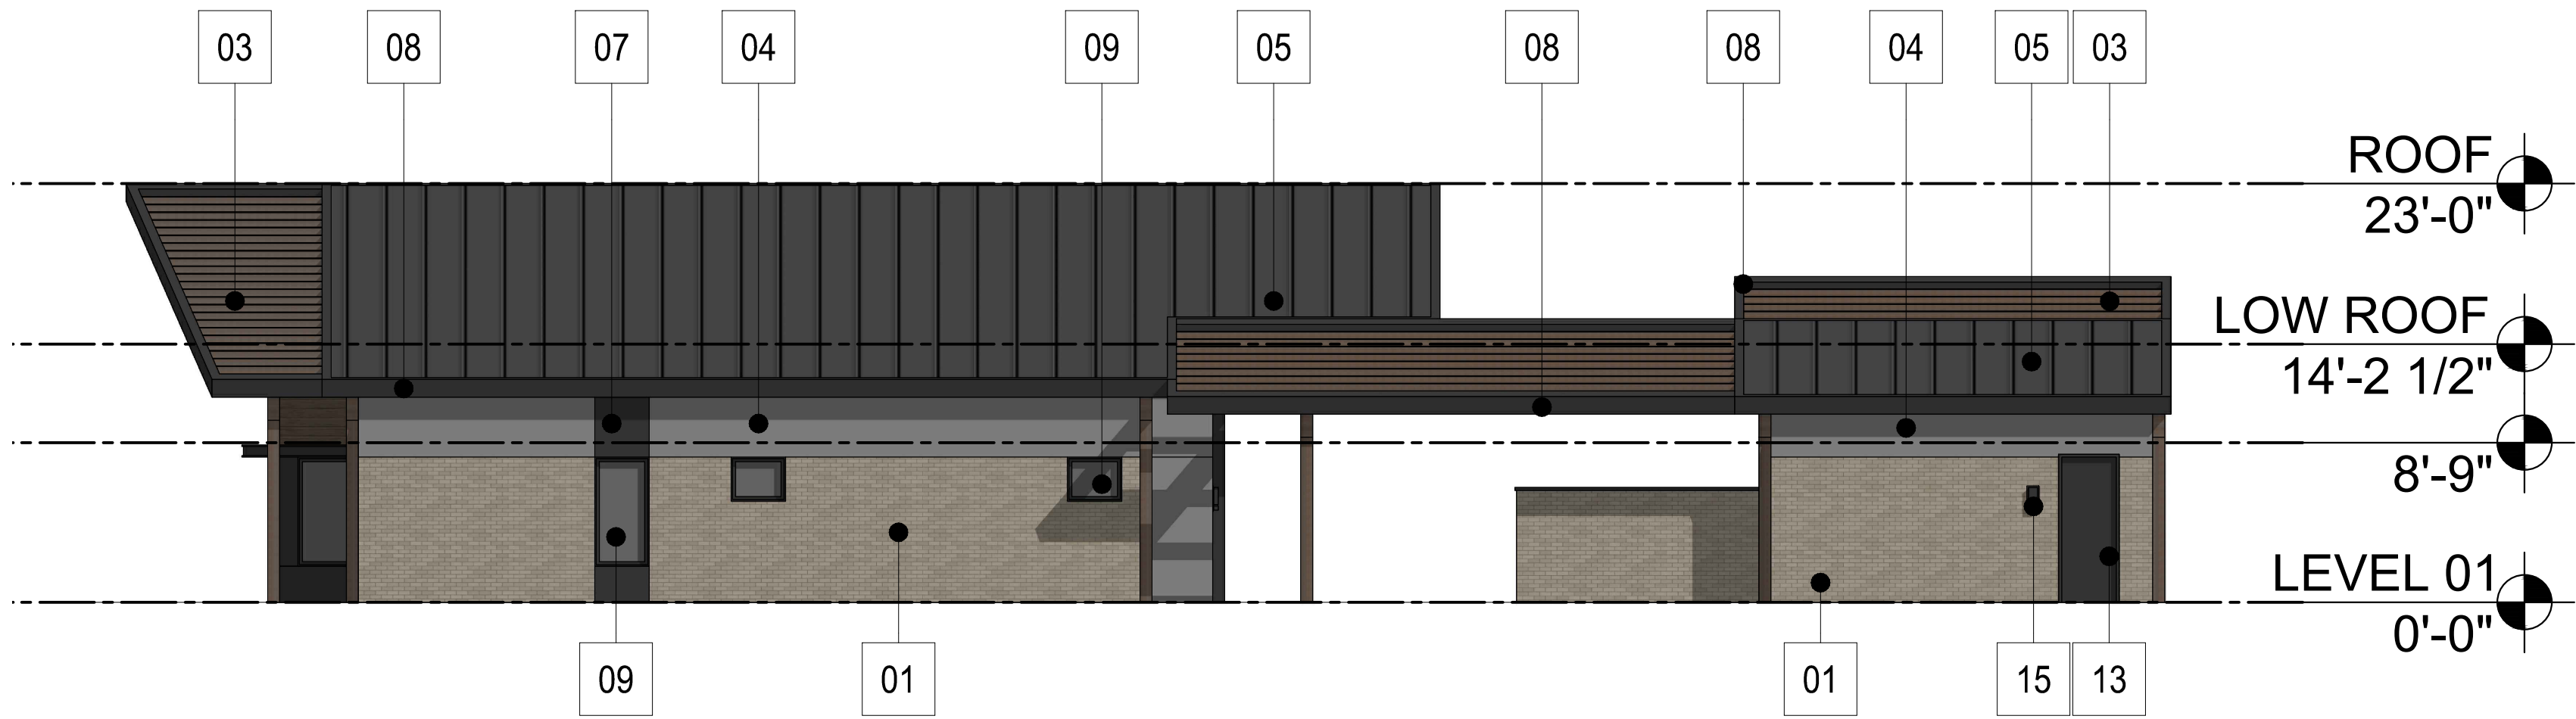 03 08 07 04 09 05 08 08 04 05 03
ROOF
23'-0"
LOW ROOF
14'-2 1/2"
8'-9"
LEVEL 01
0'-0"
09 01 01 15 13